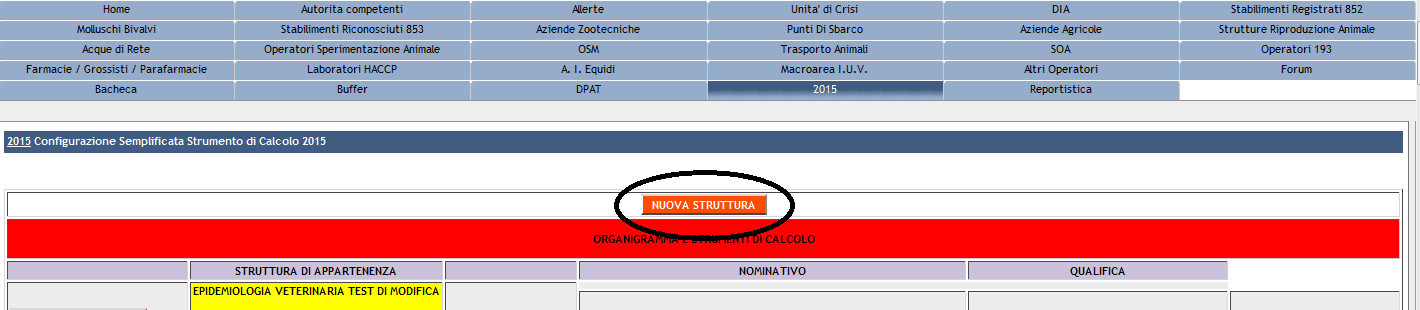 Home Autorita competenti Allerte Unita' di Crisi DIA Stabilimenti Registrati 852
Molluschi Bivalvi Stabilimenti Riconosciuti 853 Aziende Zootecniche Punti Di Sbarco Aziende Agricole Strutture Riproduzione Animale
Acque di Rete Operatori Sperimentazione Animale OSM Trasporto Animali SOA Operatori 193
Farmacie / Grossisti / Parafarmacie Laboratori HACCP A. I. Equidi Macroarea I.U.V. Altri Operatori Forum
Bacheca Buffer DPAT 2015 Reportistica
2015 Configurazione Semplificata Strumento di Calcolo 2015
NUOVA STRUTTURA
ORGANIGRAMMA E STRUMENTI DI CALCOLO
STRUTTURA DI APPARTENENZA NOMINATIVO QUALIFICA
EPIDEMIOLOGIA VETERINARIA TEST DI MODIFICA